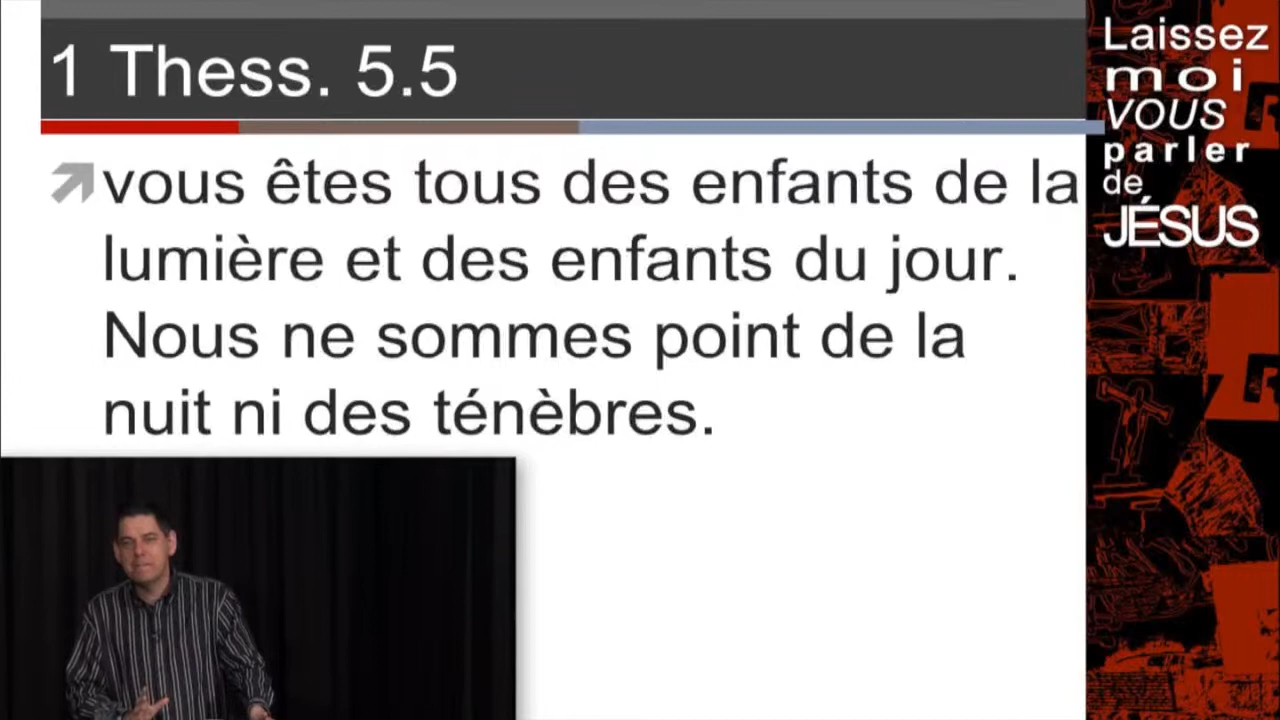 1 Thess. 5.5
vous êtes tous des enfants de la
lumière et des enfants du jour.
Nous ne sommes point de la
nuit ni des ténèbres.
Laissez
moi
VOUS
parler
de
JÉSUS